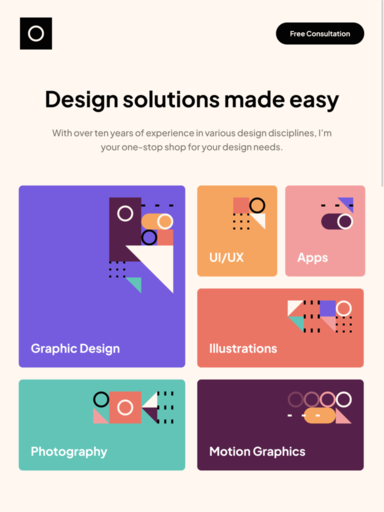 Free Consultation
Design solutions made easy
With over ten years of experience in various design disciplines, I'm
your one-stop shop for your design needs.
UI/UX
Apps
Graphic Design
Illustrations
Photography
Motion Graphics